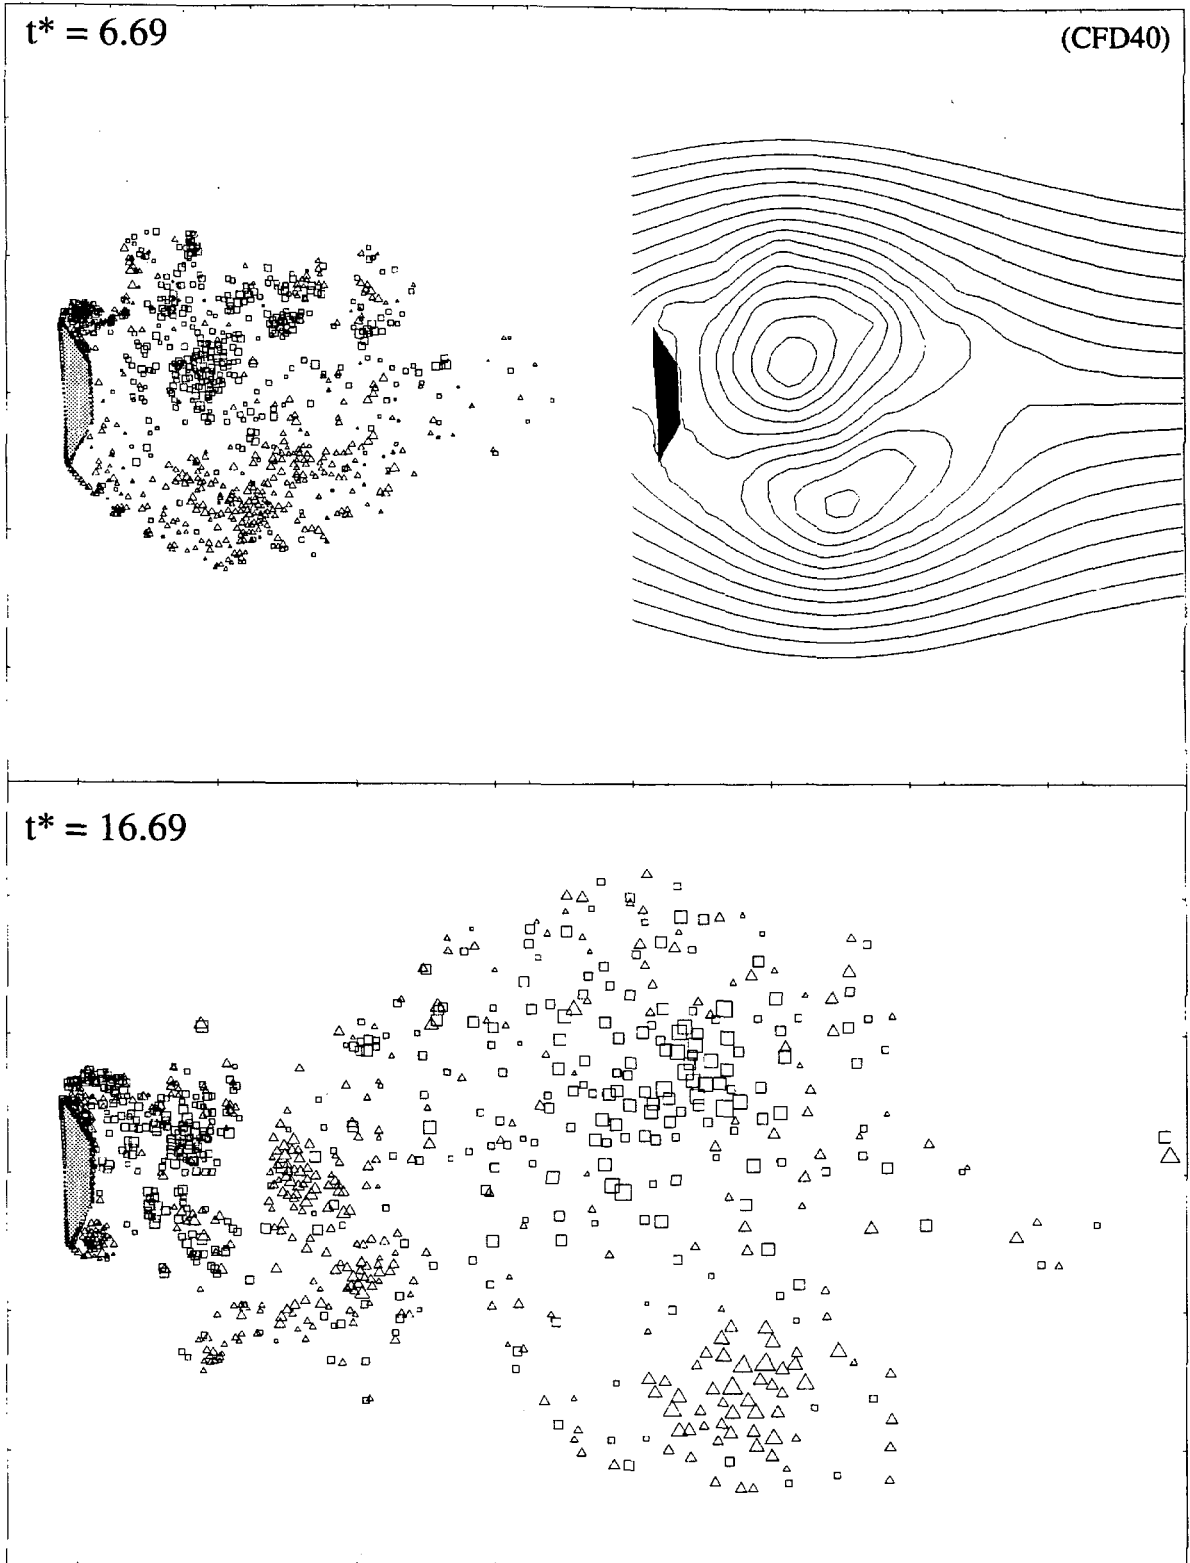 t* = 6.69
(CFD40)
t* = 16.69